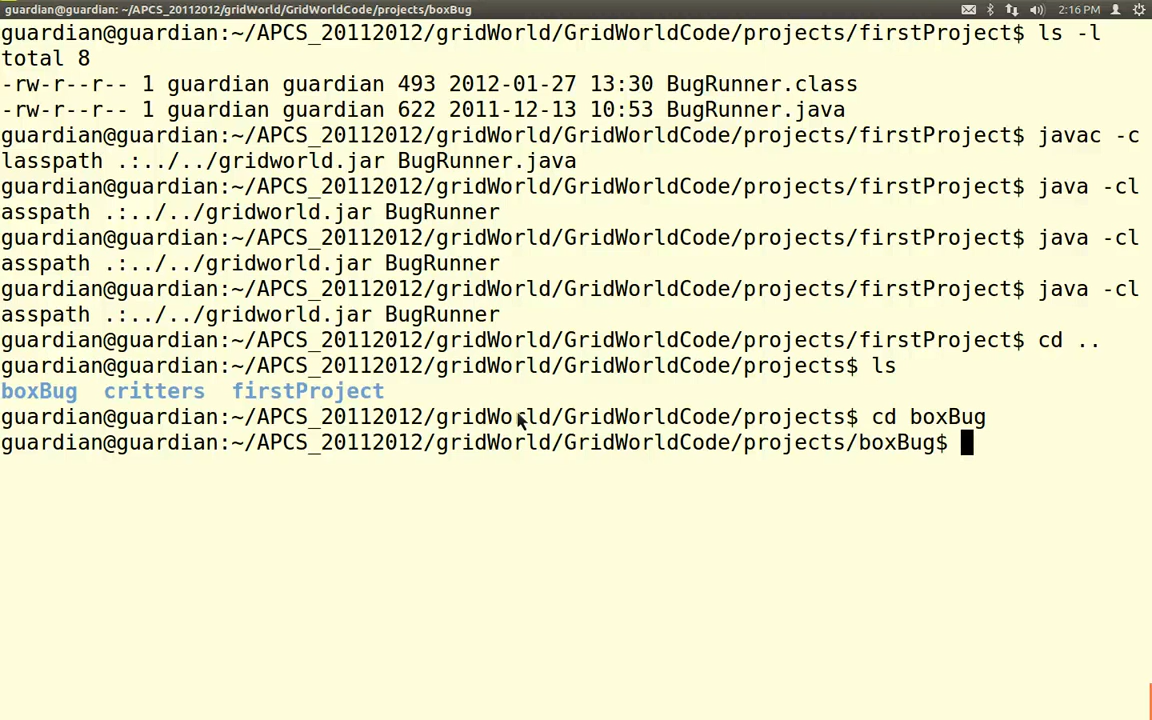 guardian@guardian: ~/APCS_20112012/gridWorld/GridWorldCode/projects/boxBug 2:16 PM
guardian@guardian:~/APCS_20112012/gridWorld/GridWorldCode/projects/firstProject$ ls -l
total 8
-rw-r--r-- 1 guardian guardian 493 2012-01-27 13:30 BugRunner.class
-rw-r--r-- 1 guardian guardian 622 2011-12-13 10:53 BugRunner.java
guardian@guardian:~/APCS_20112012/gridWorld/GridWorldCode/projects/firstProject$ javac -c
lasspath .:../../gridworld.jar BugRunner.java
guardian@guardian:~/APCS_20112012/gridWorld/GridWorldCode/projects/firstProject$ java -cl
asspath .:../../gridworld.jar BugRunner
guardian@guardian:~/APCS_20112012/gridWorld/GridWorldCode/projects/firstProject$ java -cl
asspath .:../../gridworld.jar BugRunner
guardian@guardian:~/APCS_20112012/gridWorld/GridWorldCode/projects/firstProject$ java -cl
asspath .:../../gridworld.jar BugRunner
guardian@guardian:~/APCS_20112012/gridWorld/GridWorldCode/projects/firstProject$ cd ..
guardian@guardian:~/APCS_20112012/gridWorld/GridWorldCode/projects$ ls
boxBug critters firstProject
guardian@guardian:~/APCS_20112012/gridWorld/GridWorldCode/projects$ cd boxBug
guardian@guardian:~/APCS_20112012/gridWorld/GridWorldCode/projects/boxBug$